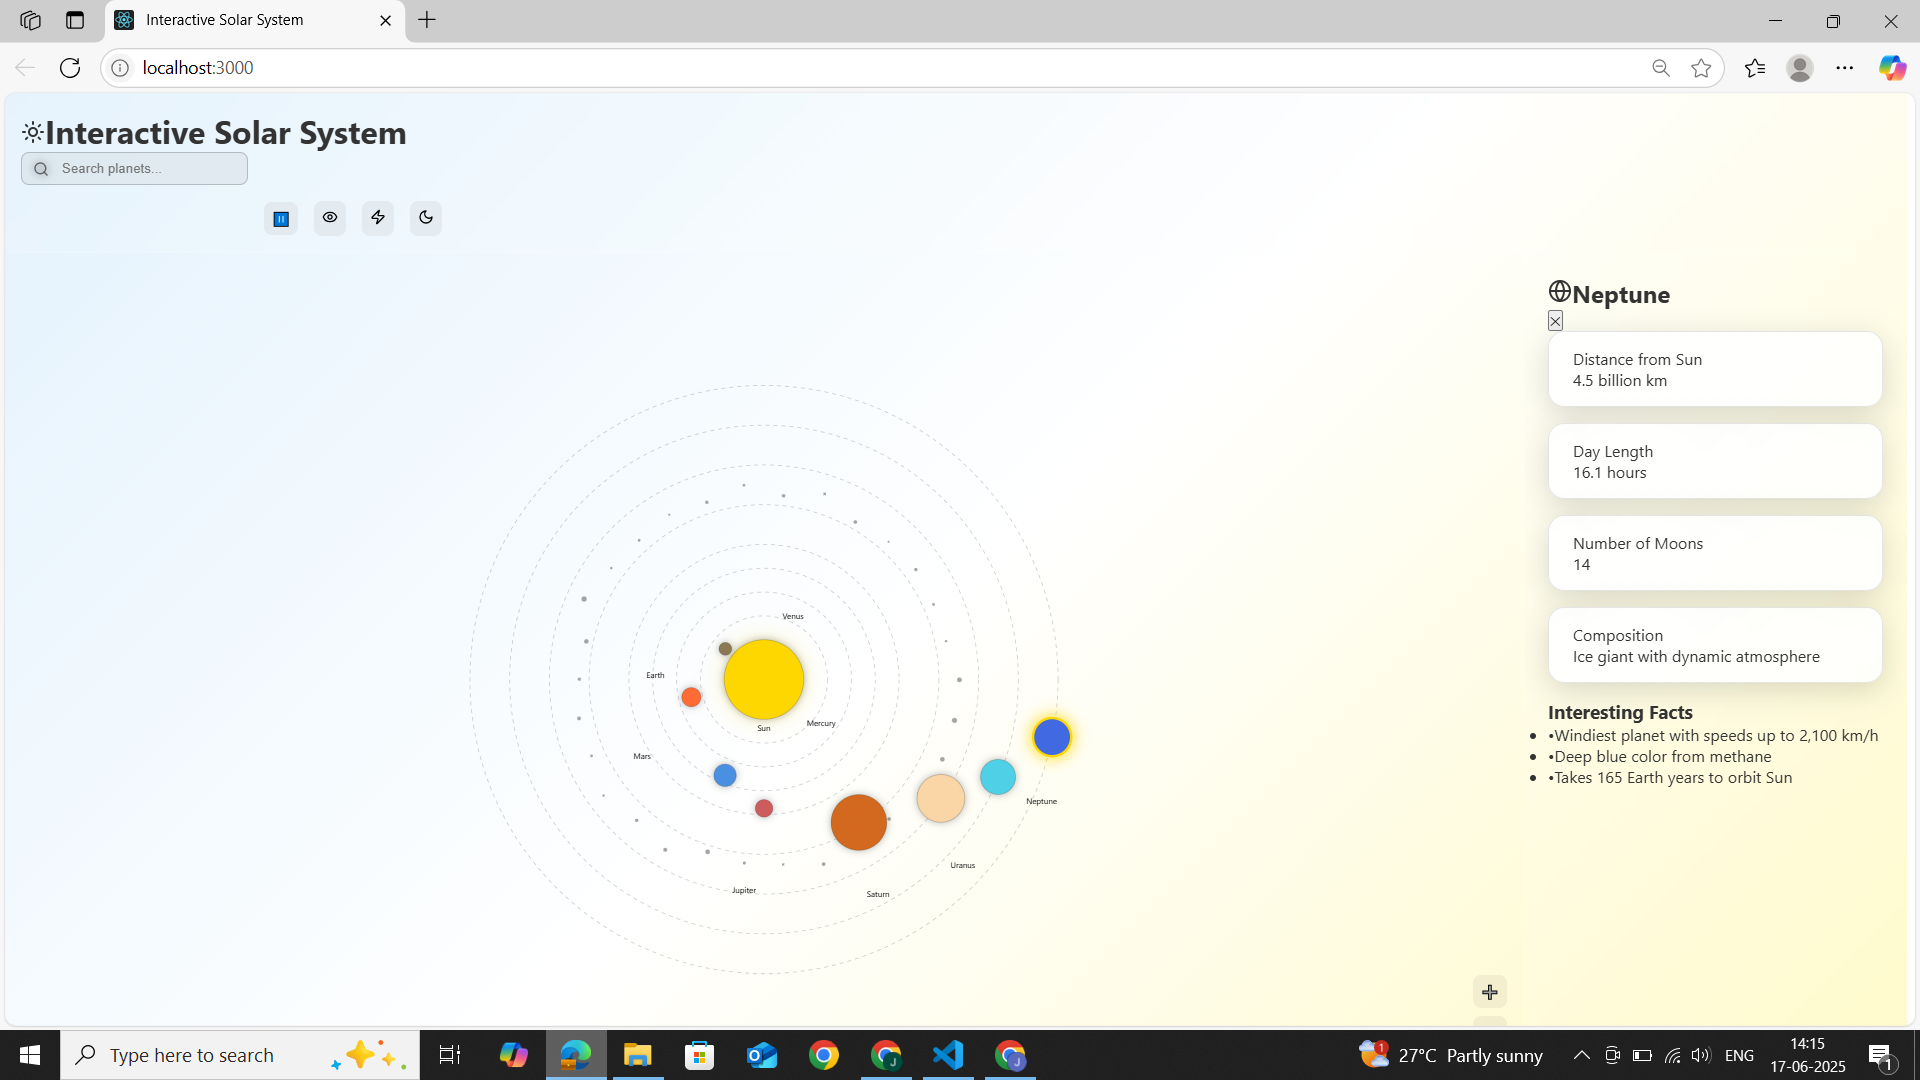 Interactive Solar System
localhost:3000
Interactive Solar System
Search planets...
Neptune
Distance from Sun
4.5 billion km
Day Length
16.1 hours
Number of Moons
14
Composition
Ice giant with dynamic atmosphere
Interesting Facts
• •Windiest planet with speeds up to 2,100 km/h
• •Deep blue color from methane
• •Takes 165 Earth years to orbit Sun
Venus
Earth
Mercury
Sun
Mars
Neptune
Uranus
Jupiter
Saturn
Type here to search
1
27°C Partly sunny
ENG
14:15
17-06-2025
1
J
J